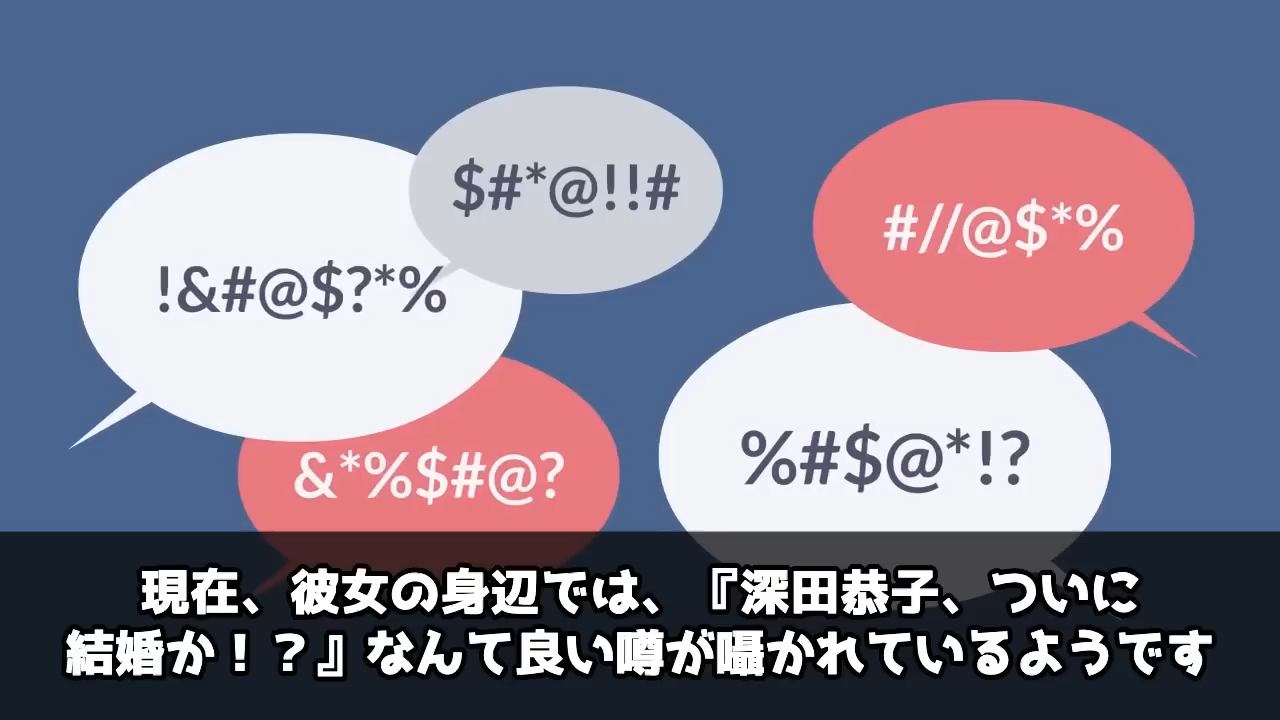 $#*@!!#
#//@$*%
!&#@$?*%
%#$@*!?
&*%$#@?
現在、彼女の身辺では、『深田恭子、ついに
結婚か！？』なんて良い噂が囁かれているようです